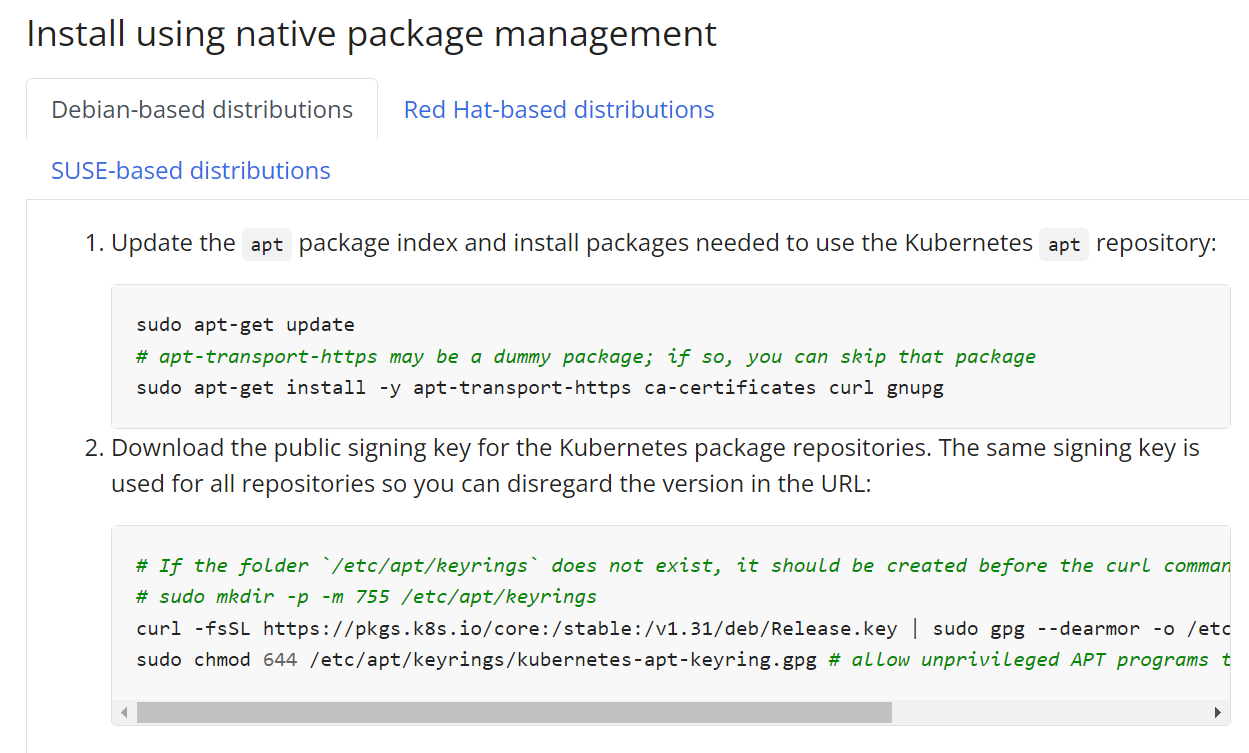 Install using native package management
Debian-based distributions
Red Hat-based distributions
SUSE-based distributions
1. Update the apt package index and install packages needed to use the Kubernetes apt repository:
sudo apt-get update
# apt-transport-https may be a dummy package; if so, you can skip that package
sudo apt-get install -y apt-transport-https ca-certificates curl gnupg
2. Download the public signing key for the Kubernetes package repositories. The same signing key is
used for all repositories so you can disregard the version in the URL:
# If the folder `/etc/apt/keyrings` does not exist, it should be created before the curl comman
# sudo mkdir -p -m 755 /etc/apt/keyrings
curl -fsSL https://pkgs.k8s.io/core:/stable:/v1.31/deb/Release.key | sudo gpg --dearmor -o /etc
sudo chmod 644 /etc/apt/keyrings/kubernetes-apt-keyring.gpg # allow unprivileged APT programs t